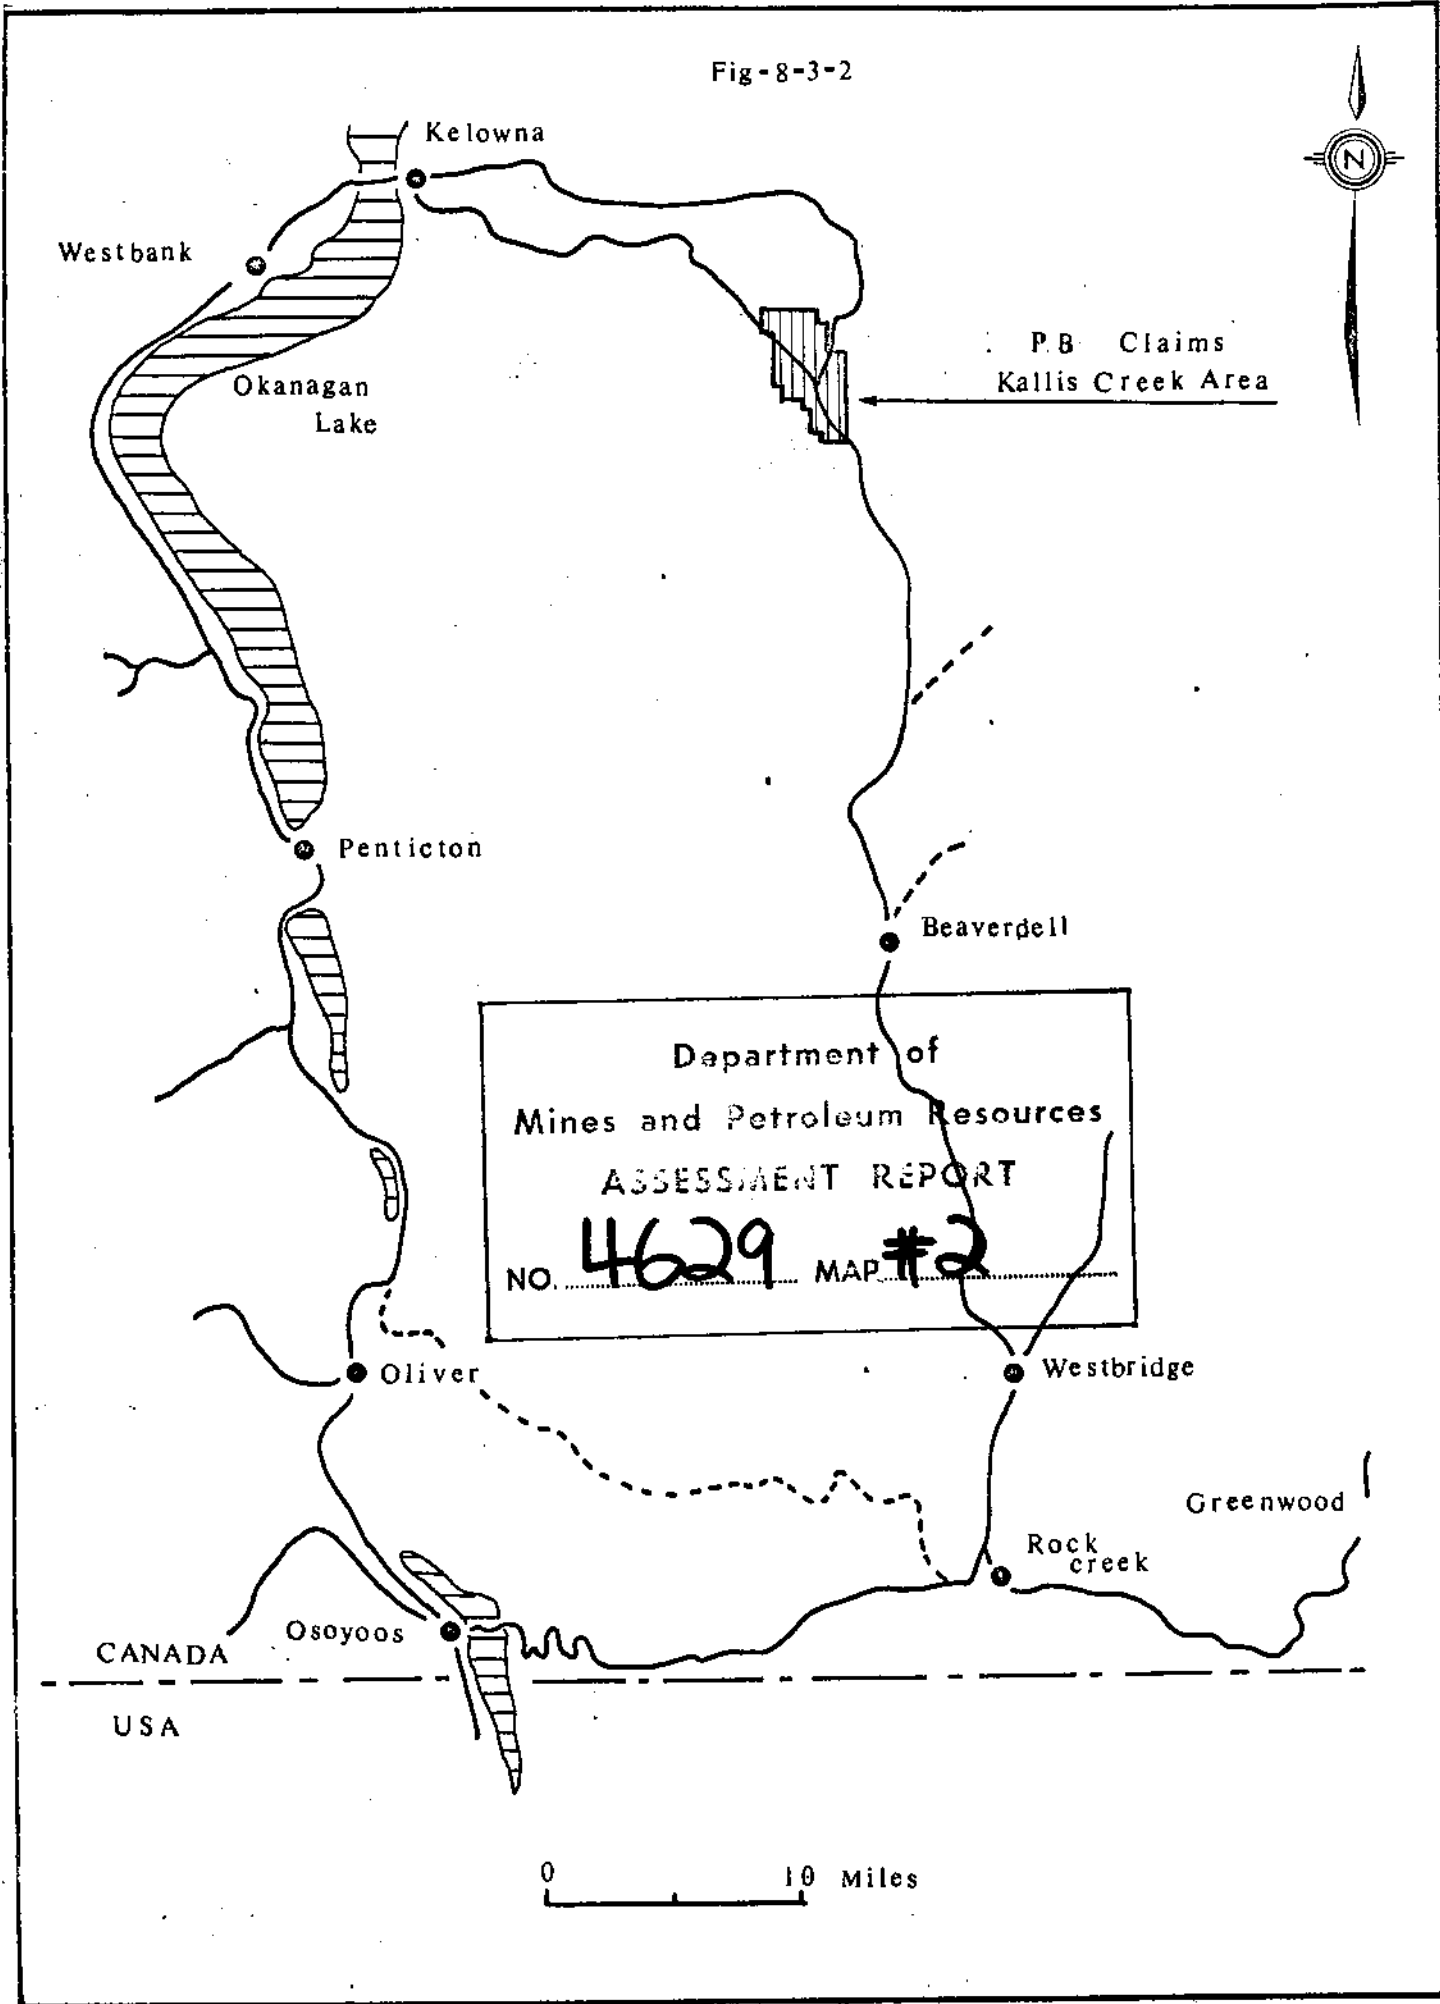 Fig-8-3-2
N
Kelowna
Westbank
P.B Claims
Kallis Creek Area
Okanagan
Lake
Penticton
Beaverdell
Department of
Mines and Petroleum Resources
ASSESSMENT REPORT
NO. 4629 MAP #2
Oliver
Westbridge
Greenwood
Rock
creek
Osoyoos
CANADA
USA
0 10 Miles